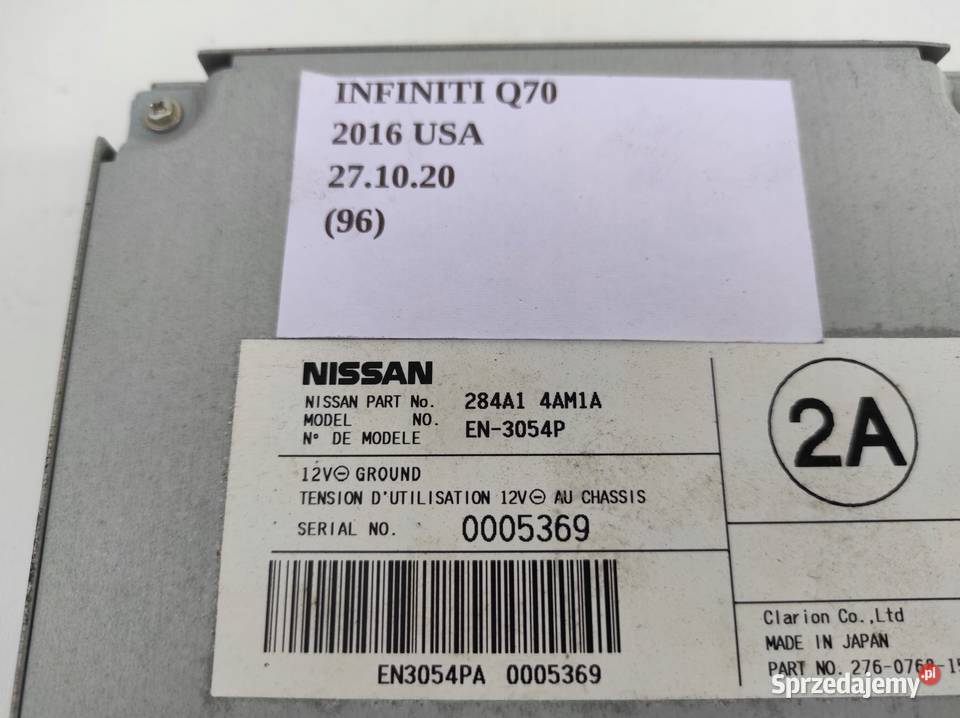 INFINITI Q70
2016 USA
27.10.20
(96)
NISSAN
NISSAN PART No. 284A1 4AM1A
MODEL NO. EN-3054P
N° DE MODELE
12V⊖ GROUND
TENSION D'UTILISATION 12V⊖ AU CHASSIS
SERIAL NO. 0005369
EN3054PA 0005369
2A
Clarion Co.,Ltd
MADE IN JAPAN
PART NO.
Sprzedajemy.pl